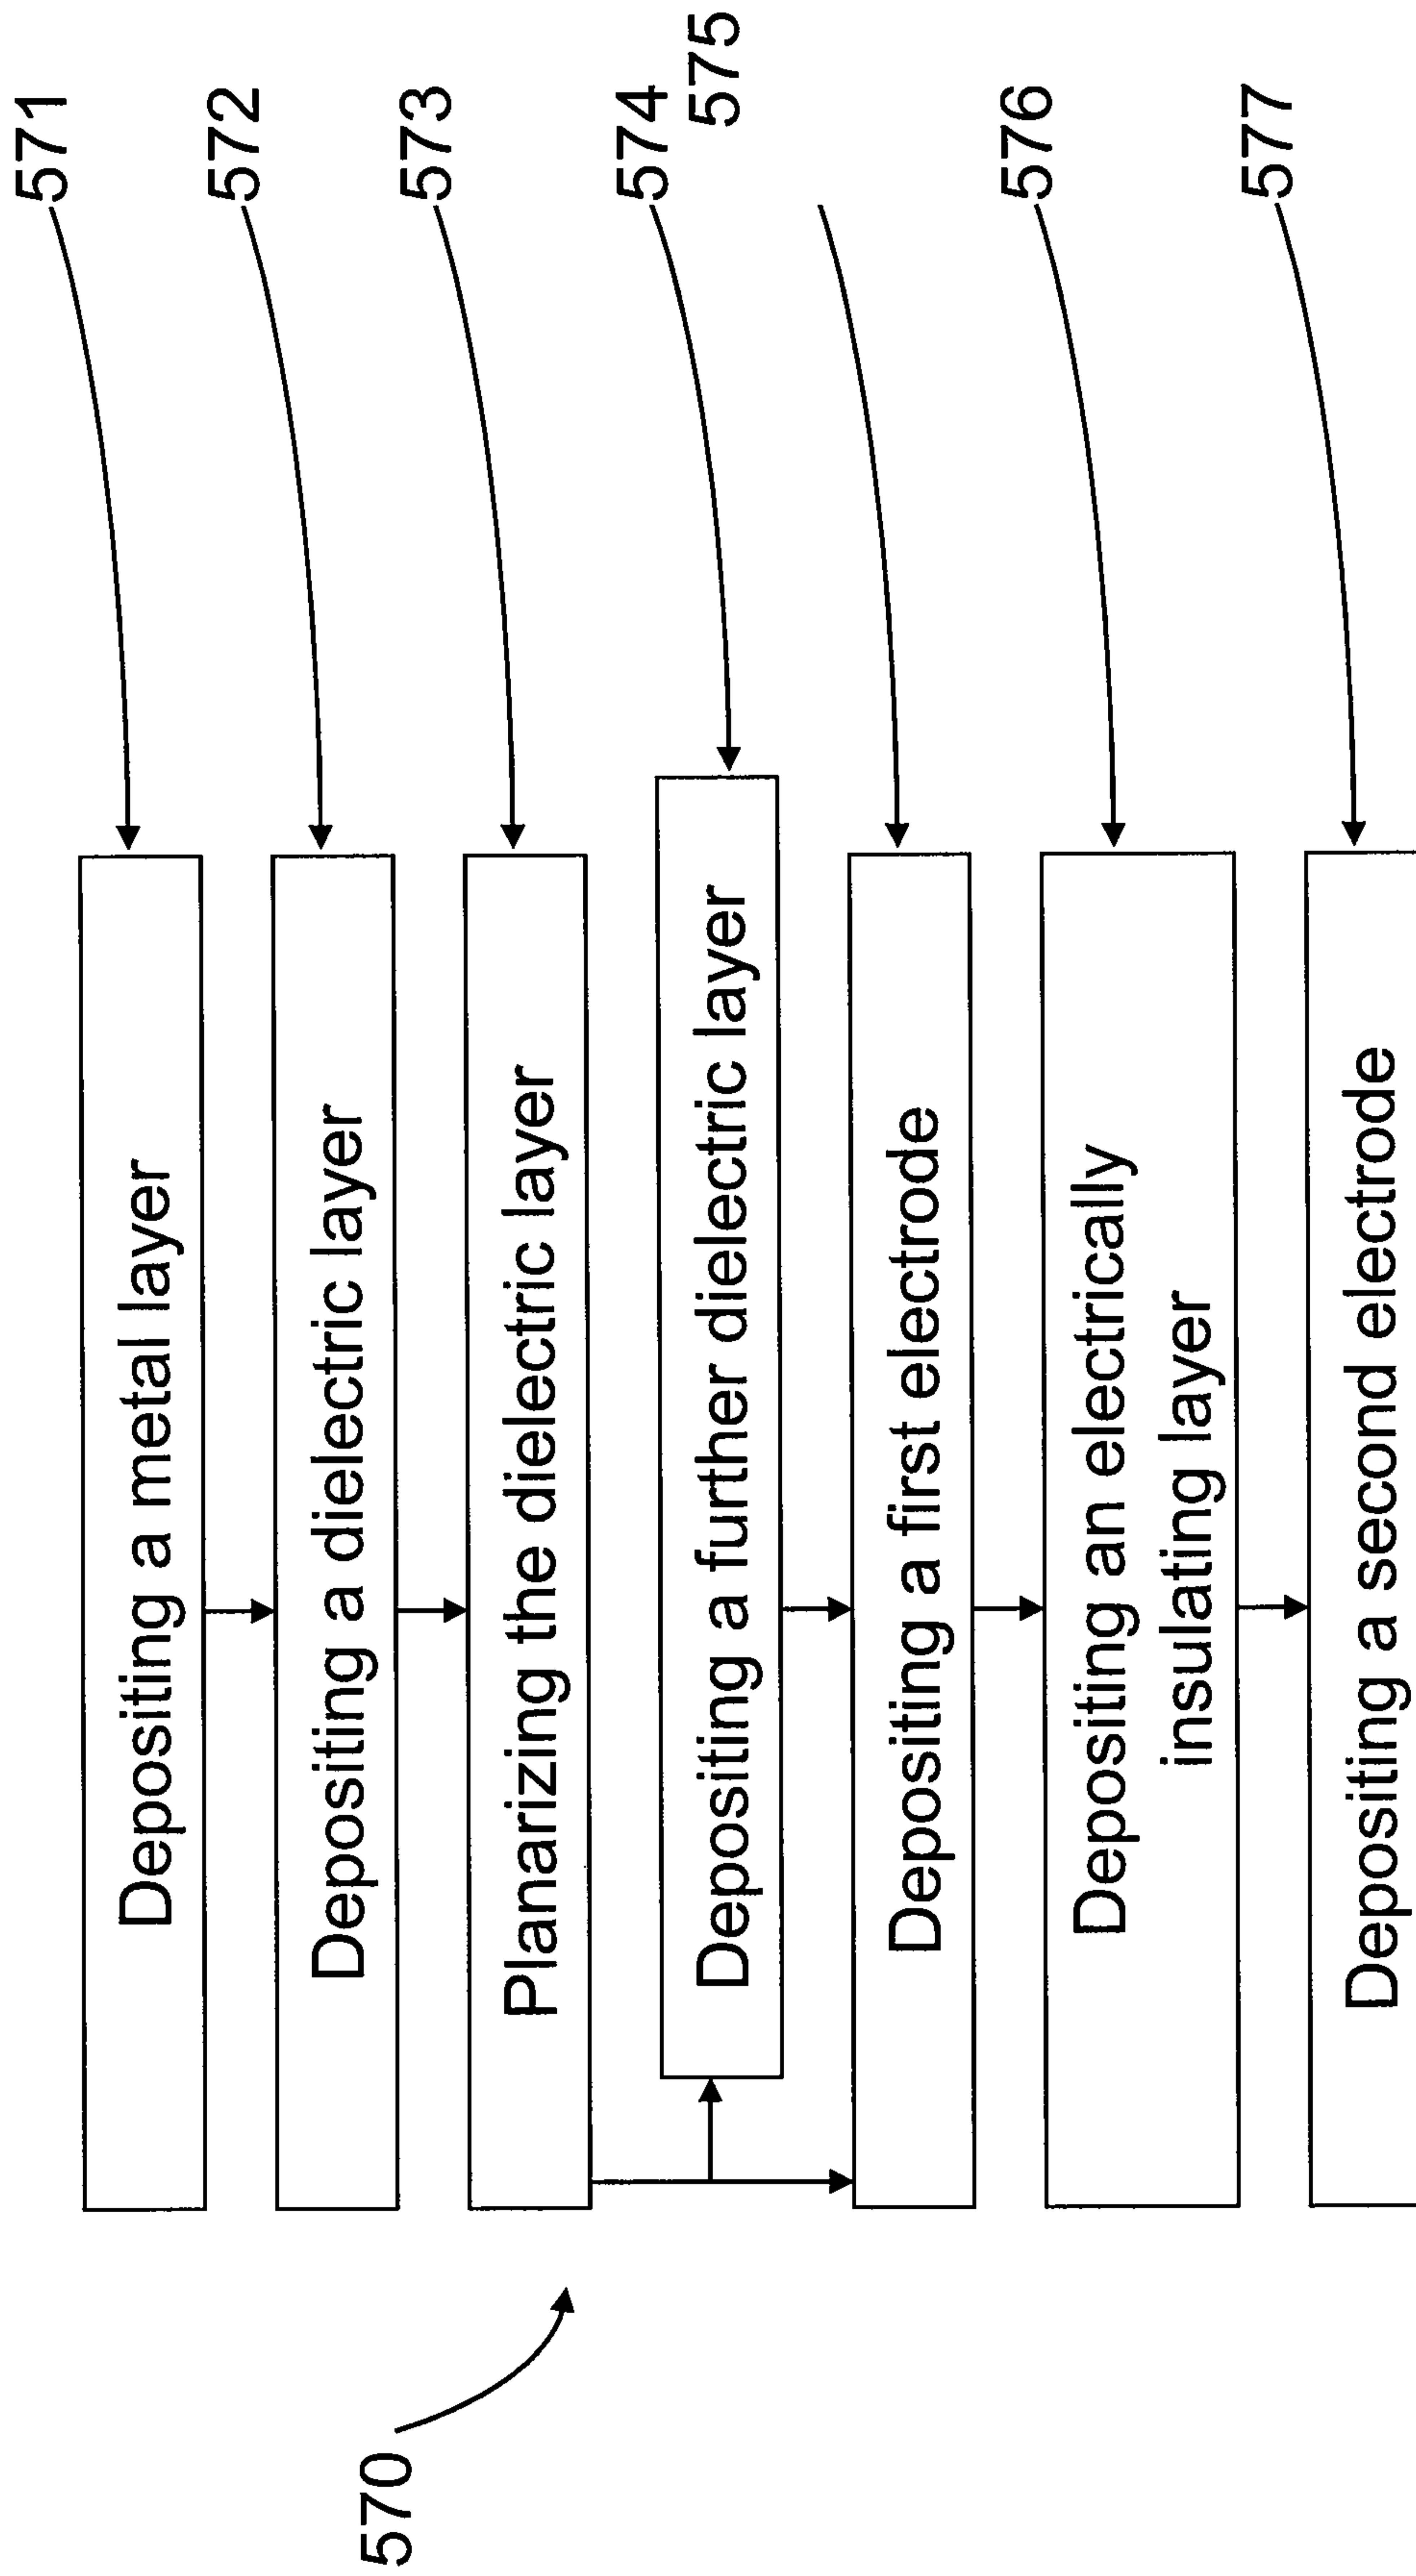 570
Depositing a metal layer
571
Depositing a dielectric layer
572
Planarizing the dielectric layer
573
Depositing a further dielectric layer
574
575
Depositing a first electrode
Depositing an electrically
insulating layer
576
Depositing a second electrode
577